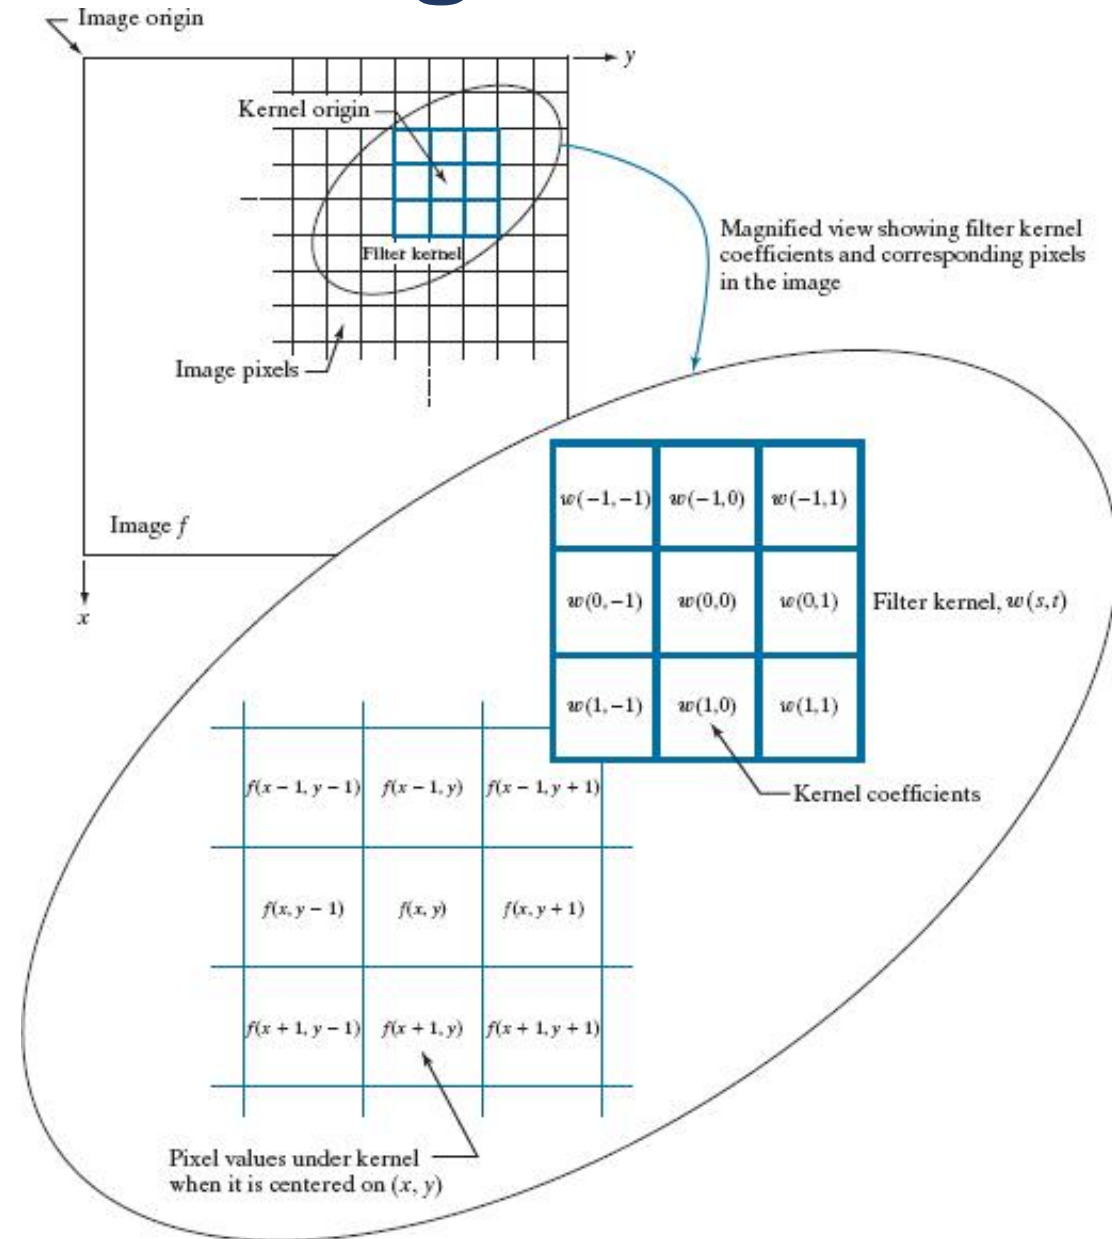 Image origin
y
Kernel origin
Filter kernel
Magnified view showing filter kernel
coefficients and corresponding pixels
in the image
Image pixels
Image f
x
w(−1,−1) w(−1,0) w(−1,1)
w(0,−1) w(0,0) w(0,1) Filter kernel, w(s,t)
w(1,−1) w(1,0) w(1,1)
f(x − 1, y − 1) f(x − 1, y) f(x − 1, y + 1)
Kernel coefficients
f(x, y − 1) f(x, y) f(x, y + 1)
f(x + 1, y − 1) f(x + 1, y) f(x + 1, y + 1)
Pixel values under kernel
when it is centered on (x, y)